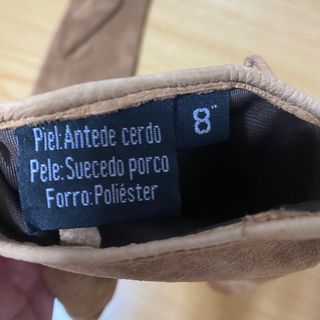 Piel:Antede cerdo
Pele:Suecedo porco
Forro:Poliéster
8"